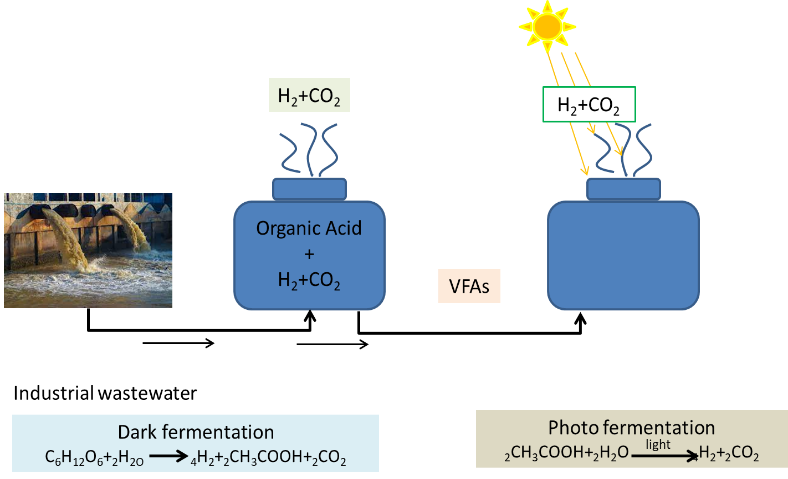 H₂+CO₂
H₂+CO₂
Organic Acid
+
H₂+CO₂
VFAs
Industrial wastewater
Dark fermentation
C₆H₁₂O₆+₂H₂O → ₄H₂+₂CH₃COOH+₂CO₂
Photo fermentation
light
₂CH₃COOH+₂H₂O → ₄H₂+₂CO₂